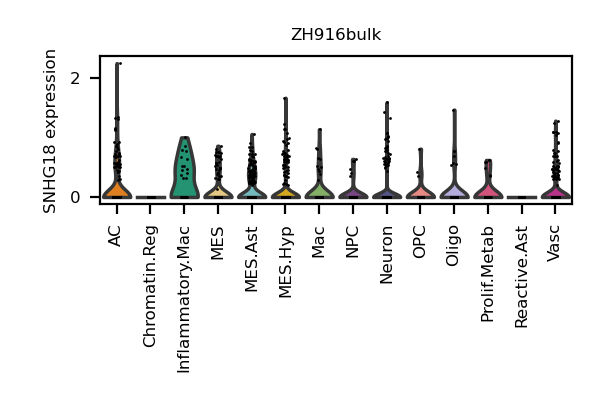 ZH916bulk
SNHG18 expression
2
0
AC
Chromatin.Reg
Inflammatory.Mac
MES
MES.Ast
MES.Hyp
Mac
NPC
Neuron
OPC
Oligo
Prolif.Metab
Reactive.Ast
Vasc